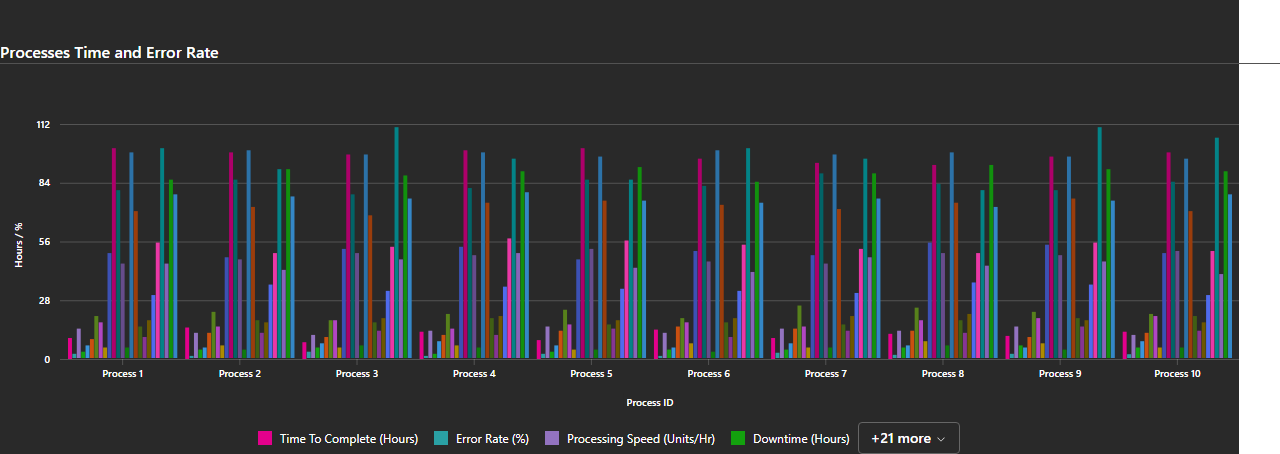 Processes Time and Error Rate
112
84
56
28
0
Hours / %
Process 1 Process 2 Process 3 Process 4 Process 5 Process 6 Process 7 Process 8 Process 9 Process 10
Process ID
Time To Complete (Hours) Error Rate (%) Processing Speed (Units/Hr) Downtime (Hours) +21 more